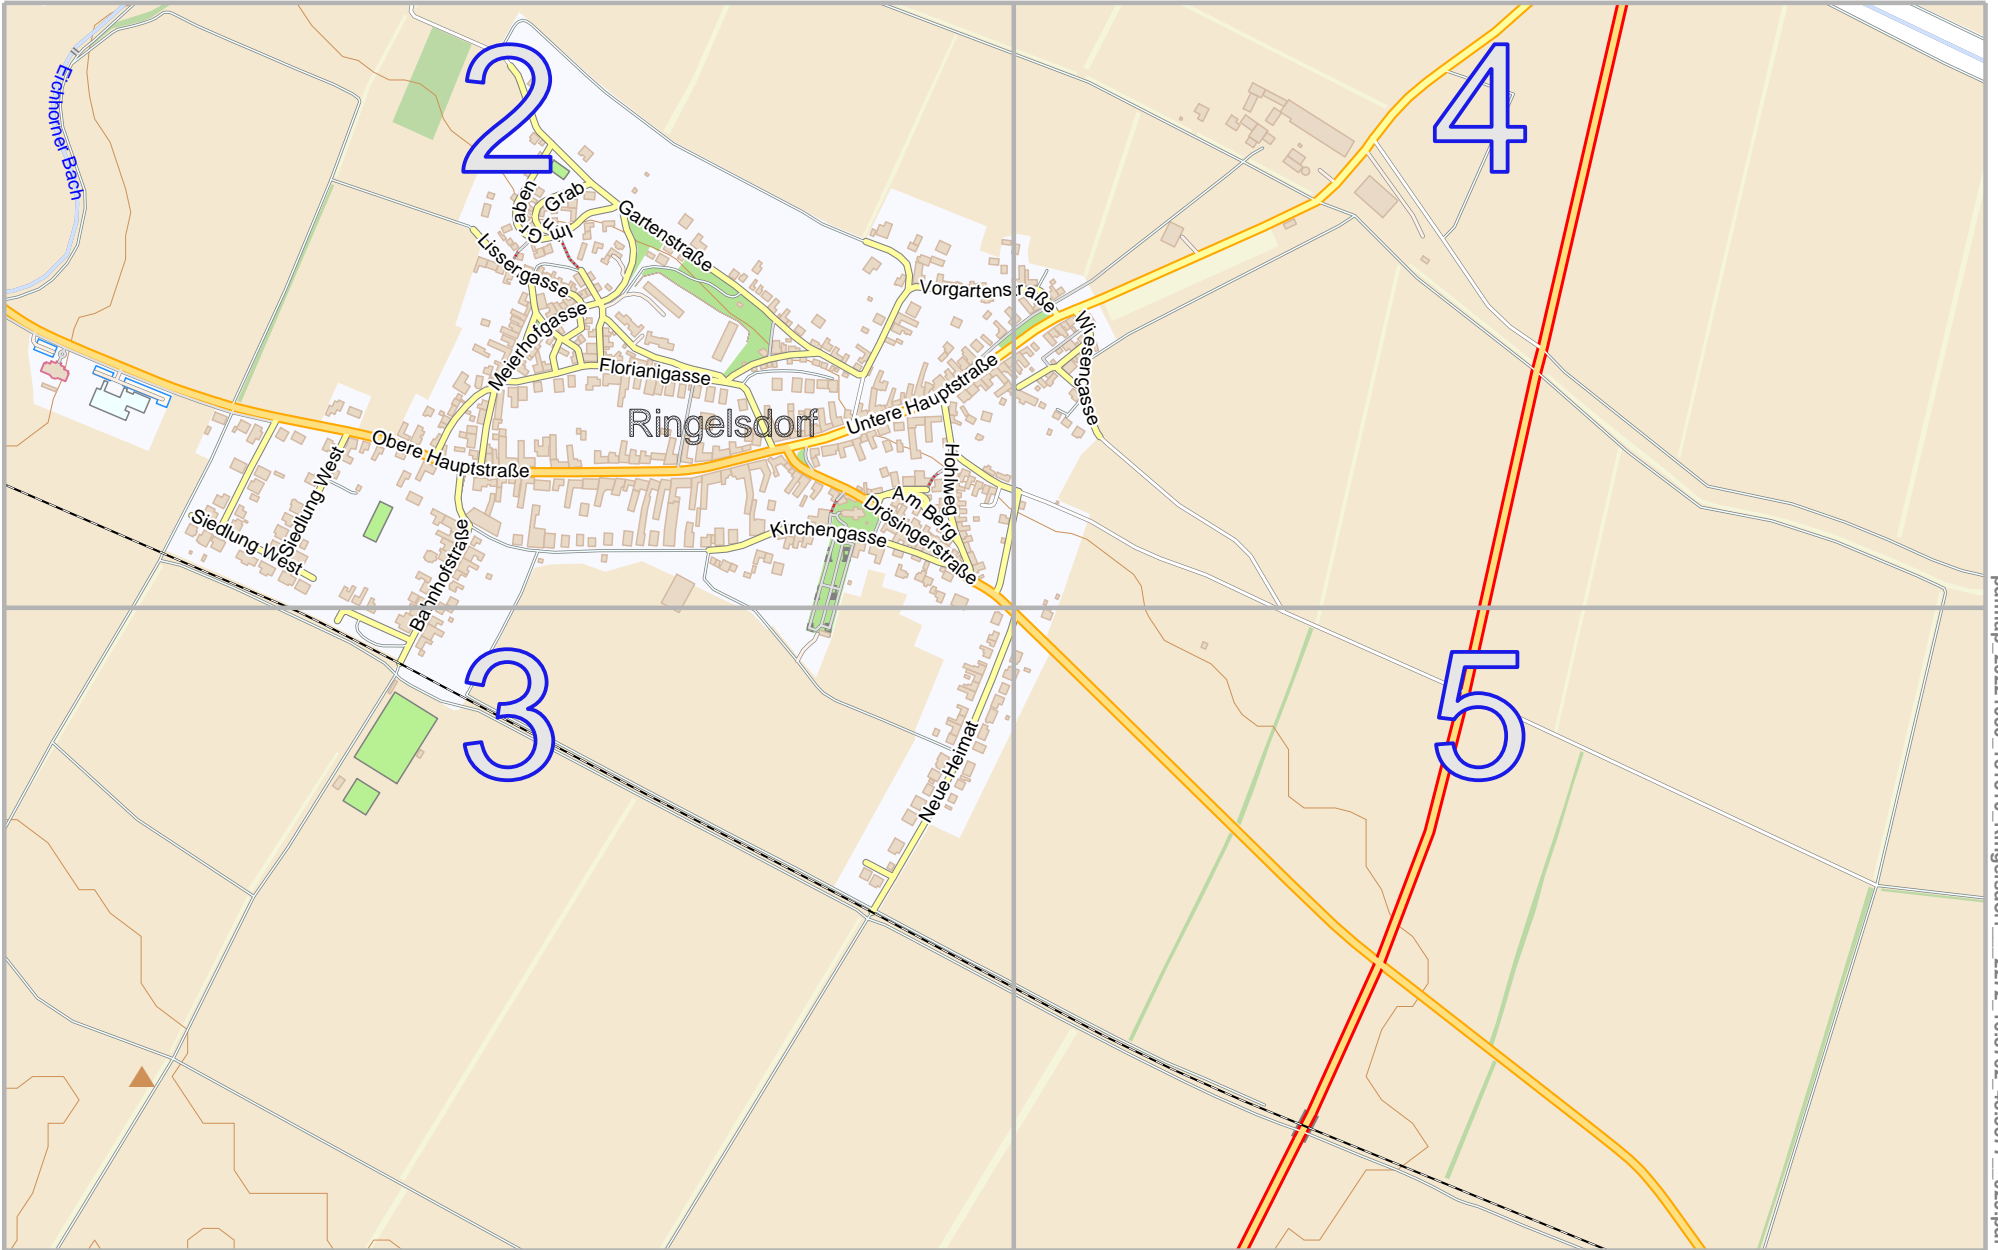 2
4
Eichhorner Bach
Graben
Im Grab
Gartenstraße
Lissengasse
Vorgartenstraße
Meierhofgasse
Wiesengasse
Florianigasse
Untere Hauptstraße
Ringelsdorf
Obere Hauptstraße
Hohlweg
Siedlung West
Am Berg
Drösingerstraße
Siedlung West
Kirchengasse
Bahnhofstraße
3
5
Neue Heimat